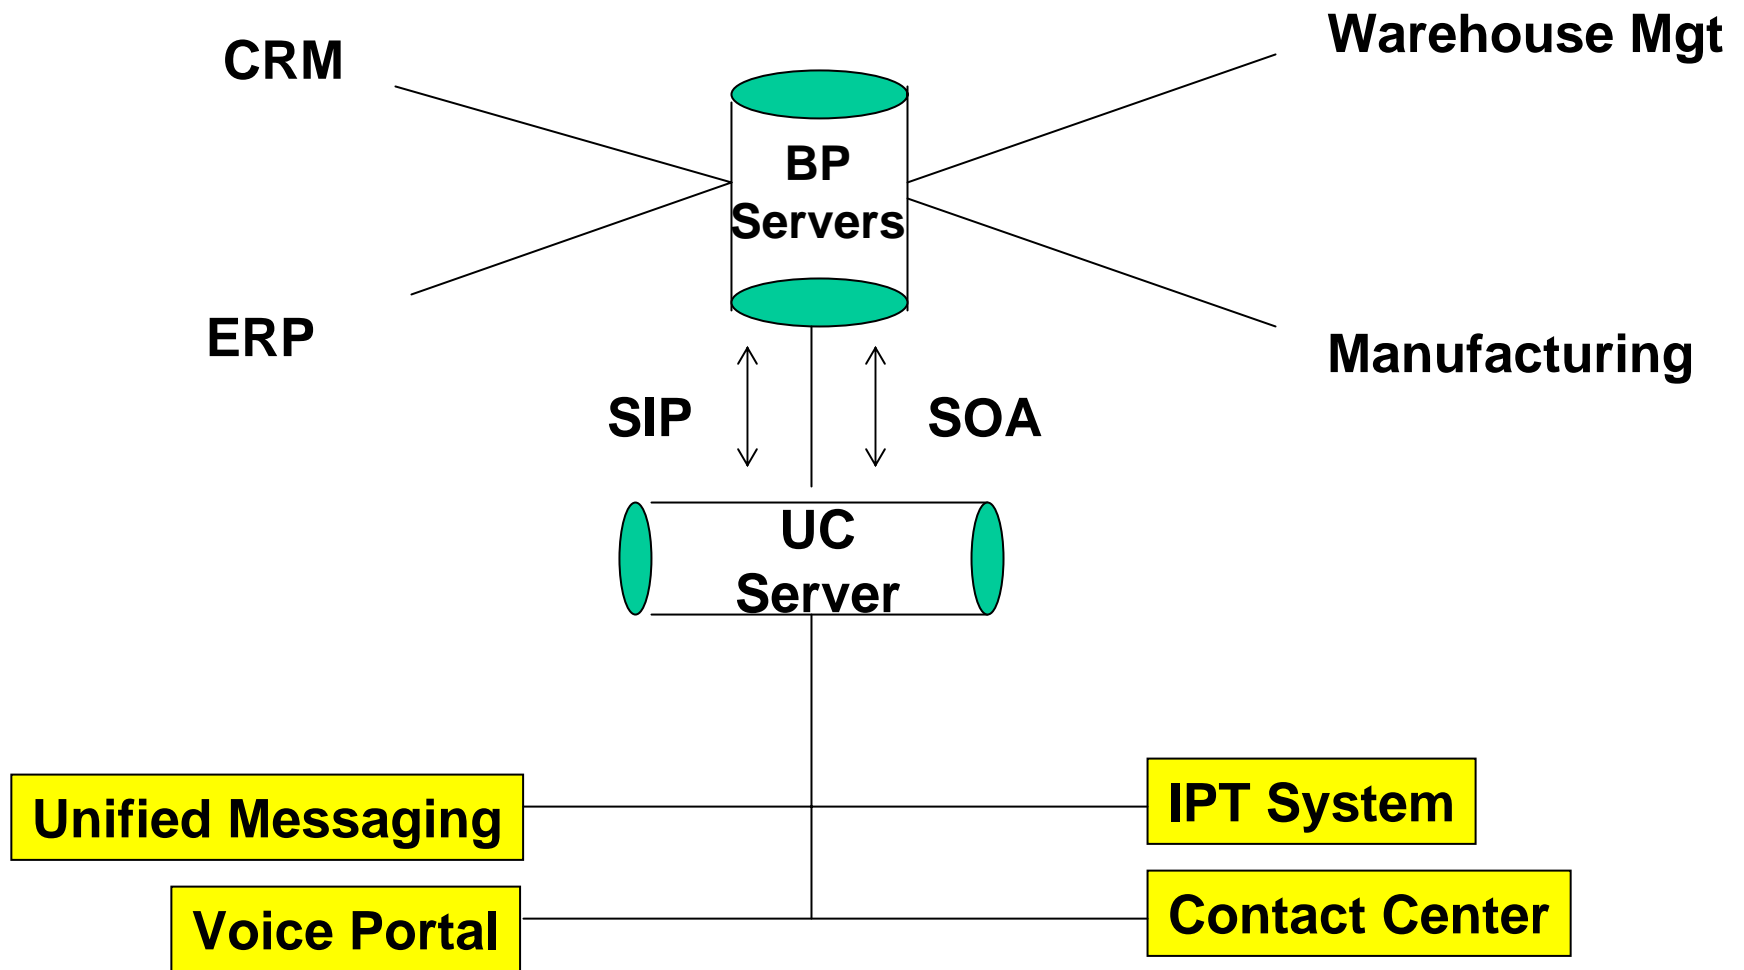 CRM
Warehouse Mgt
BP
Servers
ERP
Manufacturing
SIP
SOA
UC
Server
Unified Messaging
IPT System
Voice Portal
Contact Center